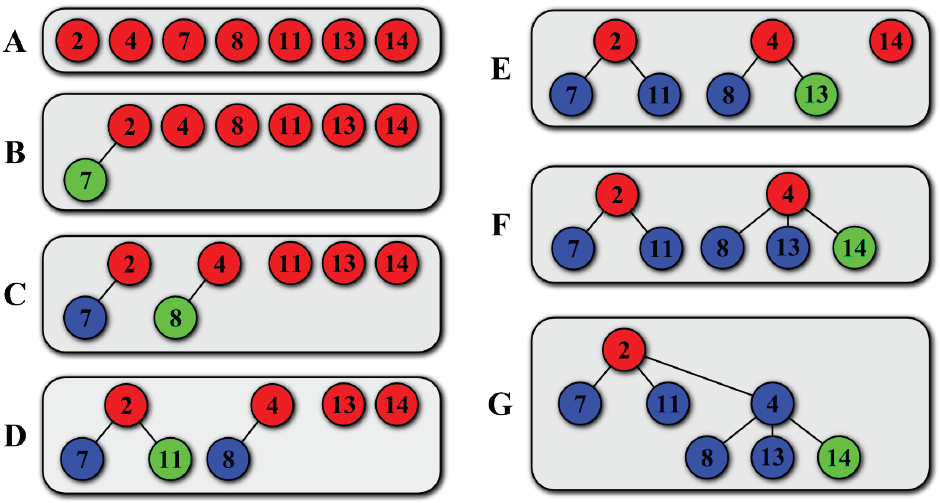 A 2 4 7 8 11 13 14
B 2 4 8 11 13 14
7
C 2 4 11 13 14
7 8
D 2 4 13 14
7 11 8
E 2 4 14
7 11 8 13
F 2 4
7 11 8 13 14
G 2
7 11 4
8 13 14